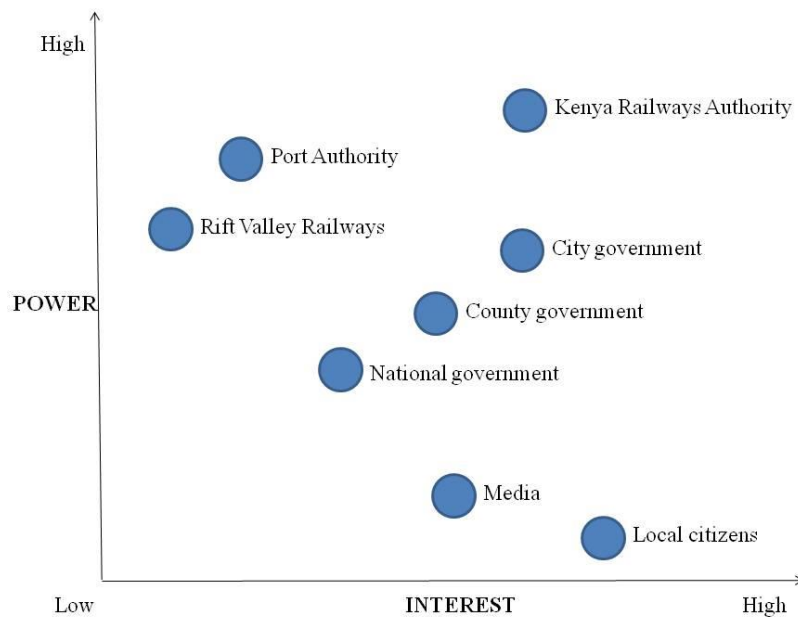 High
Kenya Railways Authority
Port Authority
Rift Valley Railways
City government
POWER
County government
National government
Media
Local citizens
Low
INTEREST
High